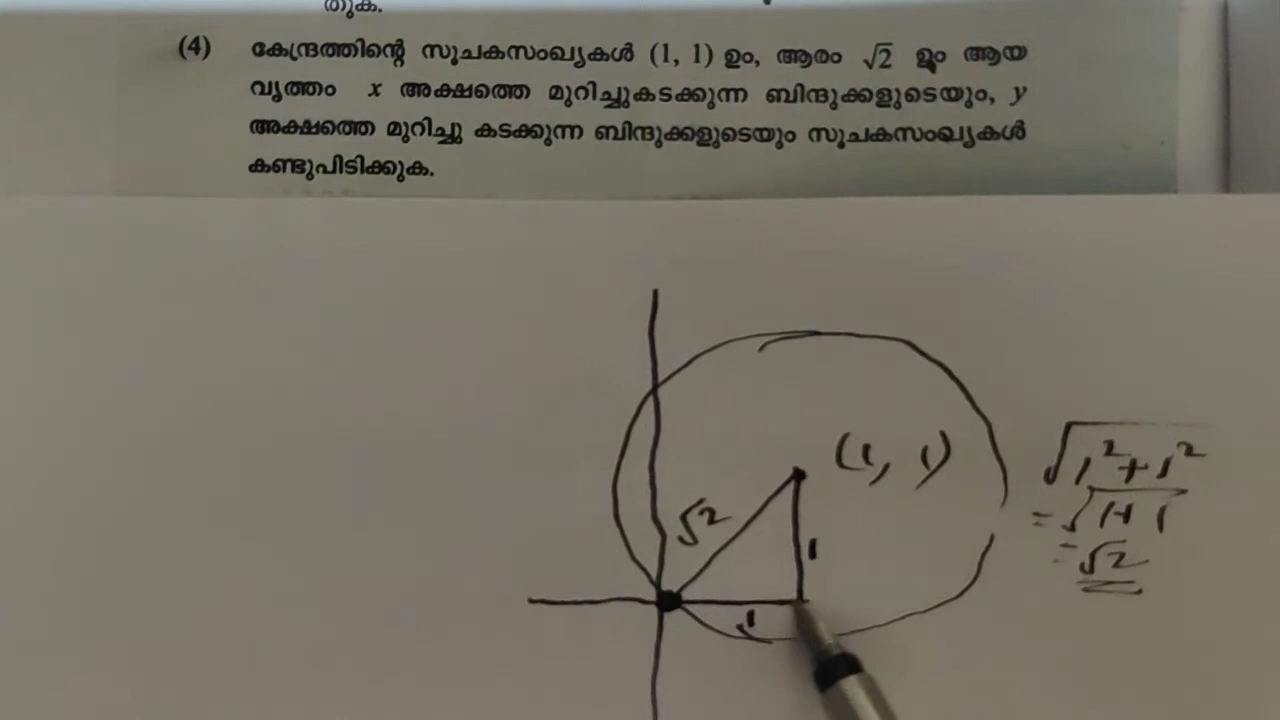 തുക.
(4) കേന്ദ്രത്തിന്റെ സൂചകസംഖ്യകൾ (1, 1) ഉം, ആരം √2 ഉം ആയ
വൃത്തം x അക്ഷത്തെ മുറിച്ചുകടക്കുന്ന ബിന്ദുക്കളുടെയും, y
അക്ഷത്തെ മുറിച്ചു കടക്കുന്ന ബിന്ദുക്കളുടെയും സൂചകസംഖ്യകൾ
കണ്ടുപിടിക്കുക.
(1, 1)
√1²+1²
√2
= √1+1
1
= √2
1